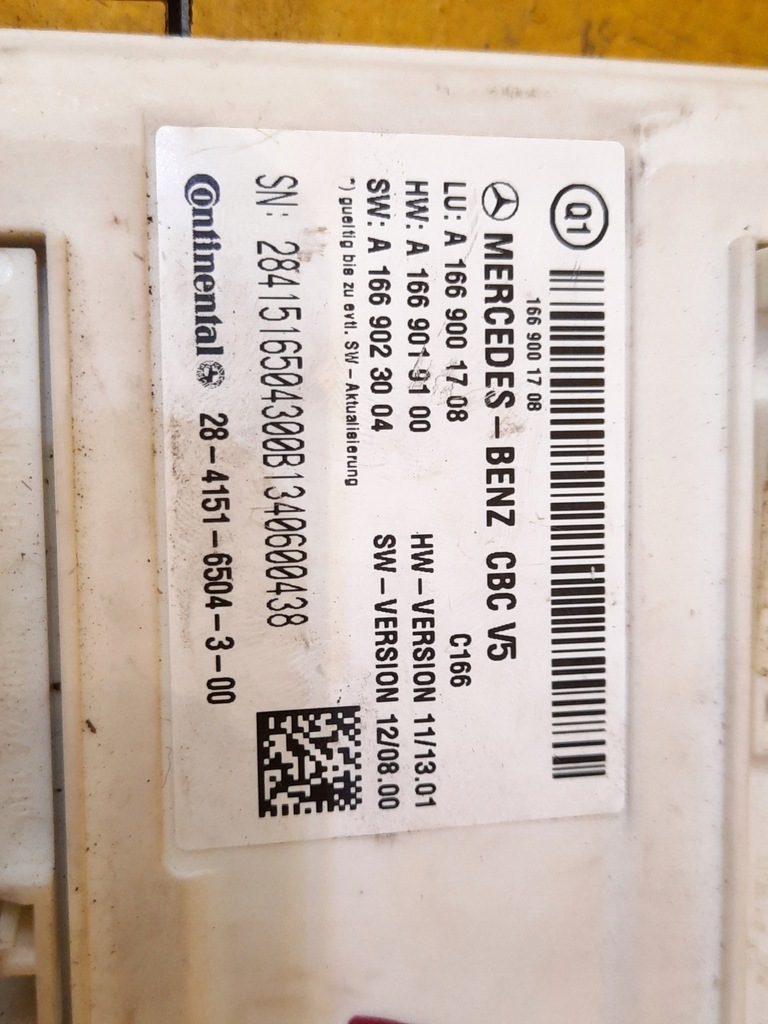 Q1
166 900 17 08
MERCEDES-BENZ CBC V5
LU: A 166 900 17 08 C166
HW: A 166 901 91 00 HW-VERSION 11/13.01
SW: A 166 902 30 04 SW-VERSION 12/08.00
*) gueltig bis zu evtl. SW-Aktualisierung
SN: 2841516504300B1340600438
Continental 28-4151-6504-3-00